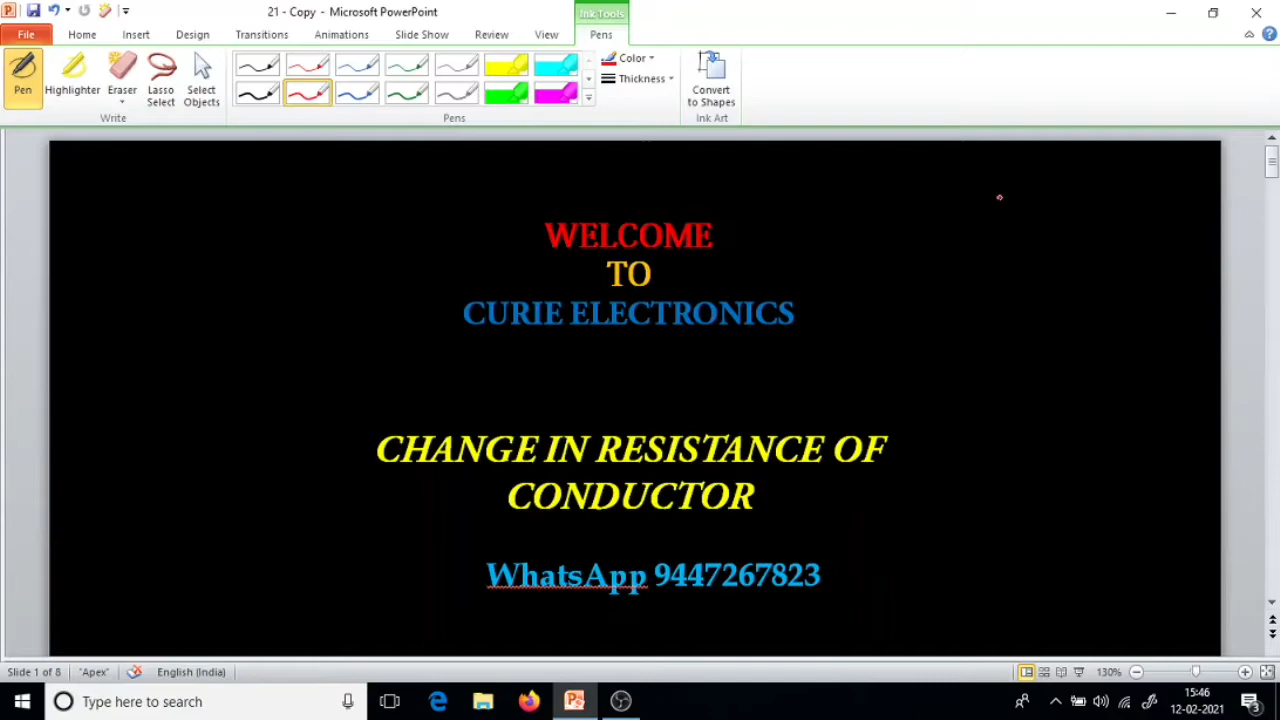 21 - Copy - Microsoft PowerPoint
Ink Tools
File Home Insert Design Transitions Animations Slide Show Review View Pens
Pen
Highlighter
Eraser
Lasso
Select
Select
Objects
Write
Color
Thickness
Pens
Convert
to Shapes
Ink Art
WELCOME
TO
CURIE ELECTRONICS
CHANGE IN RESISTANCE OF
CONDUCTOR
WhatsApp 9447267823
Slide 1 of 8 "Apex" English (India) 130%
Type here to search
15:46
12-02-2021
3